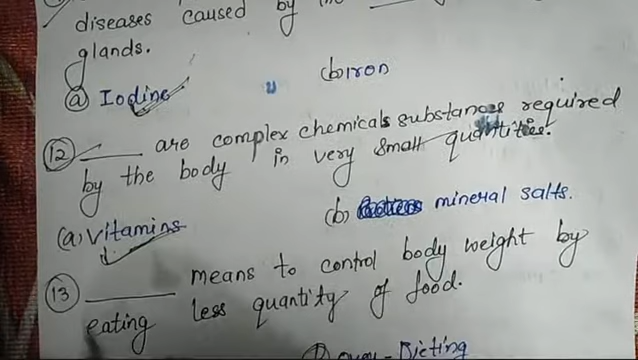 diseases caused by the
glands.
(a) Iodine (b) iron
(12) ____ are complex chemicals substances required
by the body in very small quantities.
(a) Vitamins (b) mineral salts.
(13) ____ means to control body weight by
eating less quantity of food.
Dieting